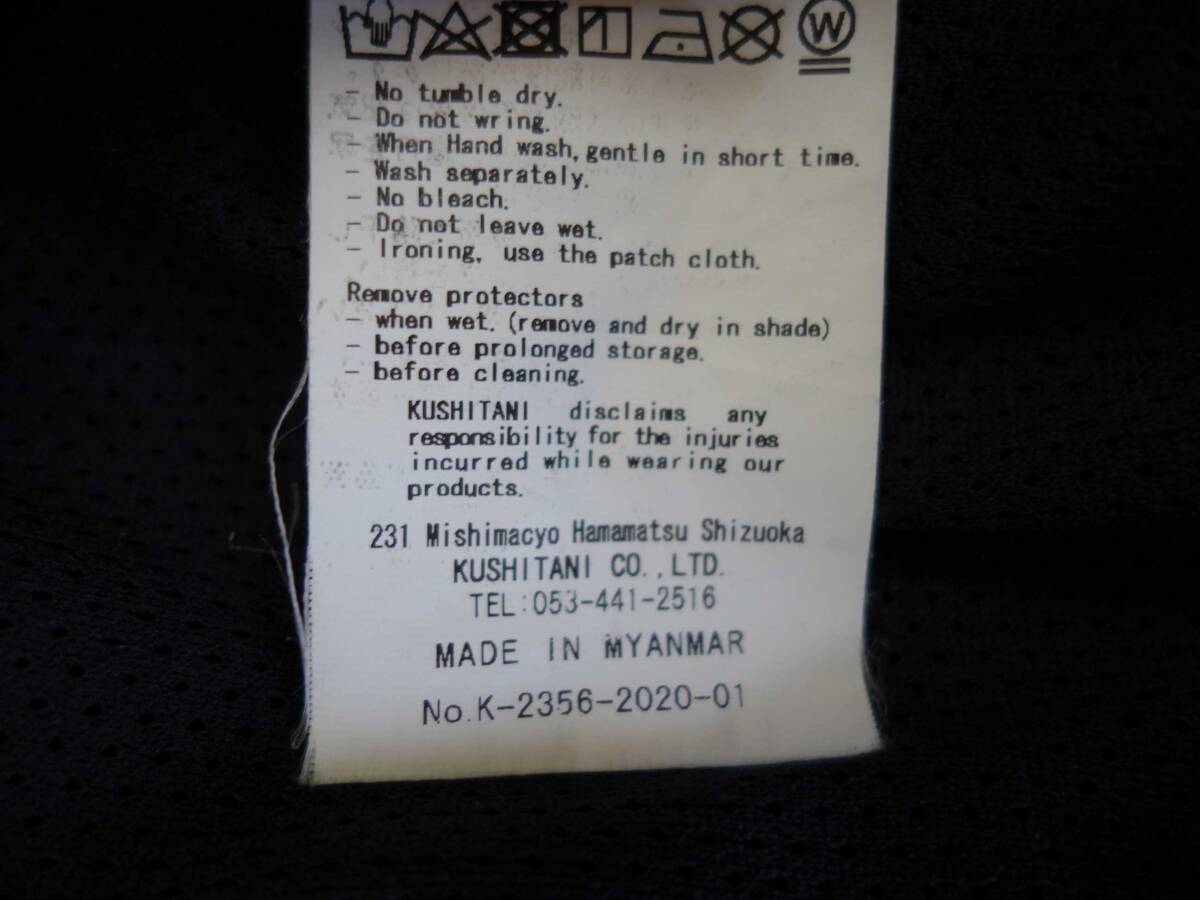 W
- No tumble dry.
- Do not wring.
- When Hand wash, gentle in short time.
- Wash separately.
- No bleach.
- Do not leave wet.
- Ironing, use the patch cloth.
Remove protectors
- when wet. (remove and dry in shade)
- before prolonged storage.
- before cleaning.
KUSHITANI disclaims any
responsibility for the injuries
incurred while wearing our
products.
231 Mishimacyo Hamamatsu Shizuoka
KUSHITANI CO.,LTD.
TEL:053-441-2516
MADE IN MYANMAR
No.K-2356-2020-01